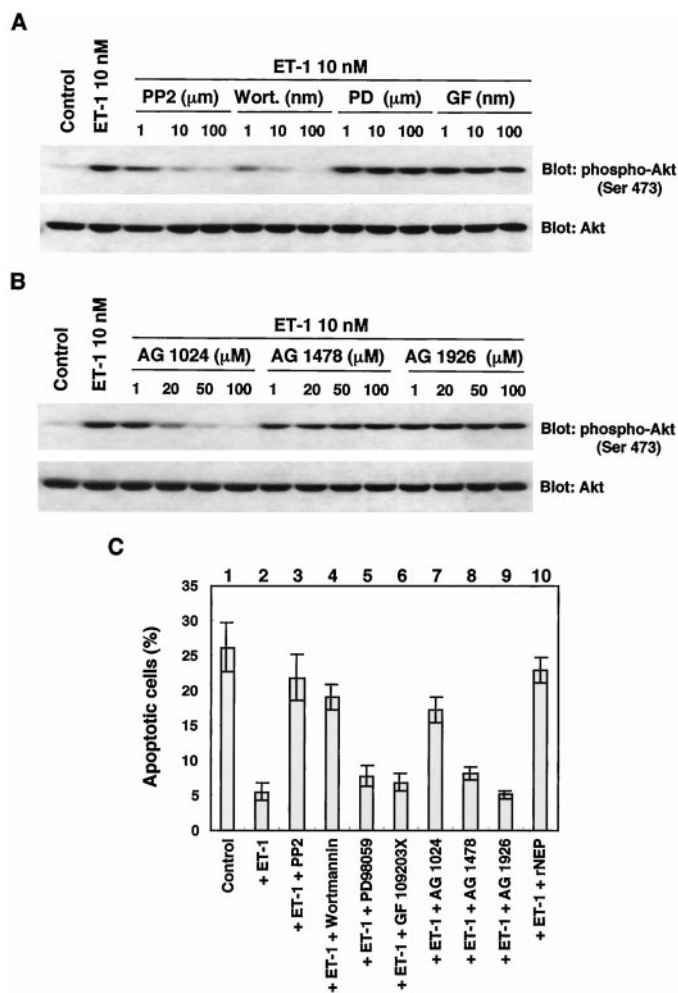 A
Control
ET-1 10 nM
ET-1 10 nM
PP2 (μm) Wort. (nm) PD (μm) GF (nm)
1 10 100 1 10 100 1 10 100 1 10 100
Blot: phospho-Akt
(Ser 473)
Blot: Akt
B
Control
ET-1 10 nM
ET-1 10 nM
AG 1024 (μM) AG 1478 (μM) AG 1926 (μM)
1 20 50 100 1 20 50 100 1 20 50 100
Blot: phospho-Akt
(Ser 473)
Blot: Akt
C
1 2 3 4 5 6 7 8 9 10
Apoptotic cells (%)
35
30
25
20
15
10
5
0
Control
+ ET-1
+ ET-1 + PP2
+ ET-1 + Wortmannin
+ ET-1 + PD98059
+ ET-1 + GF 109203X
+ ET-1 + AG 1024
+ ET-1 + AG 1478
+ ET-1 + AG 1926
+ ET-1 + rNEP